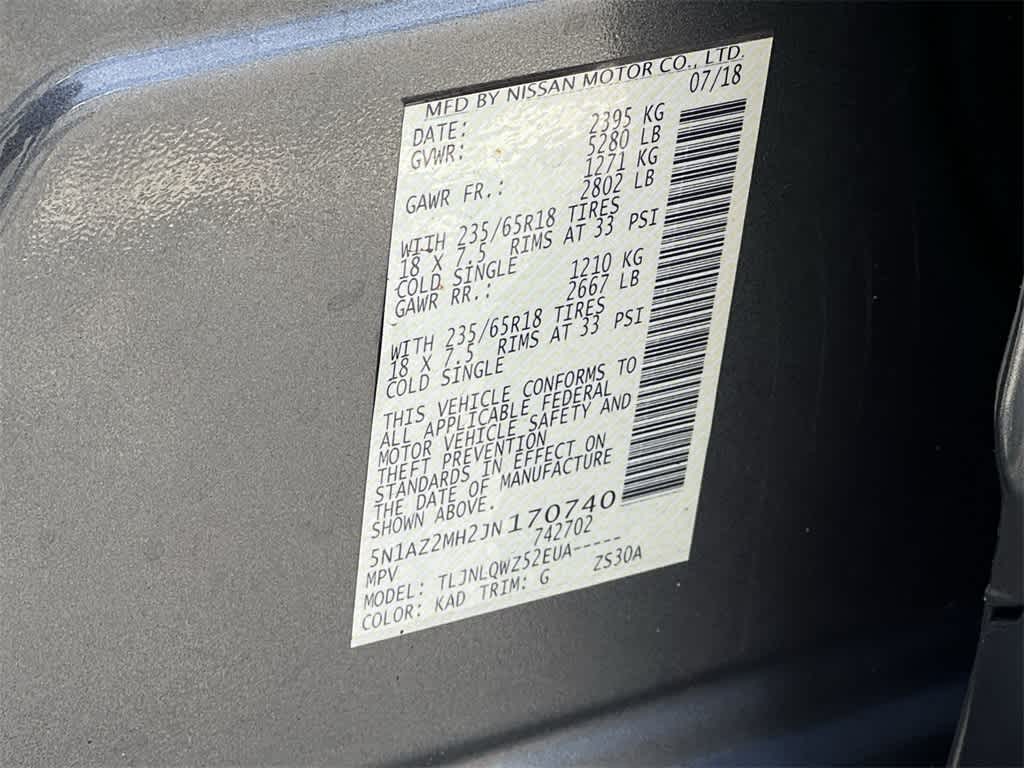 MFD BY NISSAN MOTOR CO., LTD.
DATE: 07/18
GVWR: 2395 KG
5280 LB
GAWR FR.: 1271 KG
2802 LB
WITH 235/65R18 TIRES
18 X 7.5 RIMS AT 33 PSI
COLD SINGLE
GAWR RR.: 1210 KG
2667 LB
WITH 235/65R18 TIRES
18 X 7.5 RIMS AT 33 PSI
COLD SINGLE
THIS VEHICLE CONFORMS TO
ALL APPLICABLE FEDERAL
MOTOR VEHICLE SAFETY AND
THEFT PREVENTION
STANDARDS IN EFFECT ON
THE DATE OF MANUFACTURE
SHOWN ABOVE.
5N1AZ2MH2JN170740
MPV 742702
MODEL: TLJNLQWZ52EUA-----
COLOR: KAD TRIM: G ZS30A